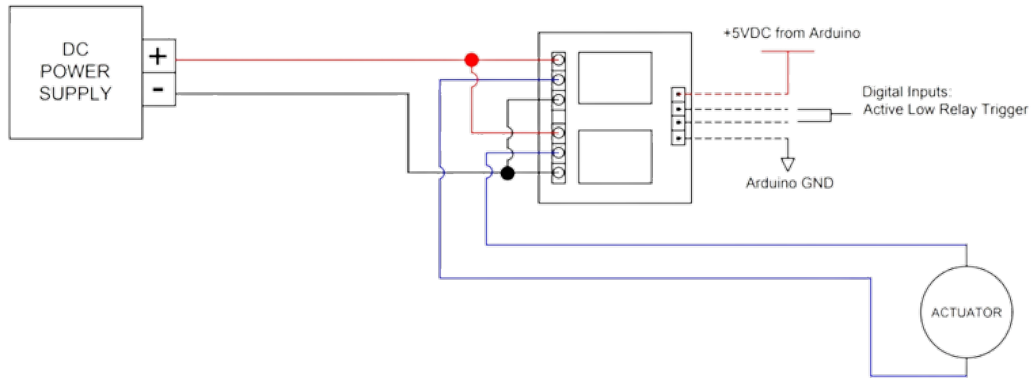 DC
POWER
SUPPLY
+
-
+5VDC from Arduino
Digital Inputs:
Active Low Relay Trigger
Arduino GND
ACTUATOR